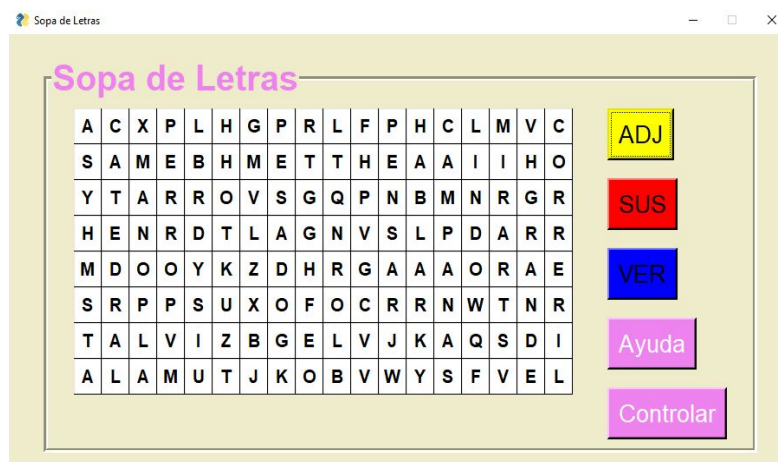 Sopa de Letras
Sopa de Letras
A C X P L H G P R L F P H C L M V C
S A M E B H M E T T H E A A I I H O
Y T A R R O V S G Q P N B M N R G R
H E N R D T L A G N V S L P D A R R
M D O O Y K Z D H R G A A A O R A E
S R P P S U X O F O C R R N W T N R
T A L V I Z B G E L V J K A Q S D I
A L A M U T J K O B V W Y S F V E L
ADJ
SUS
VER
Ayuda
Controlar